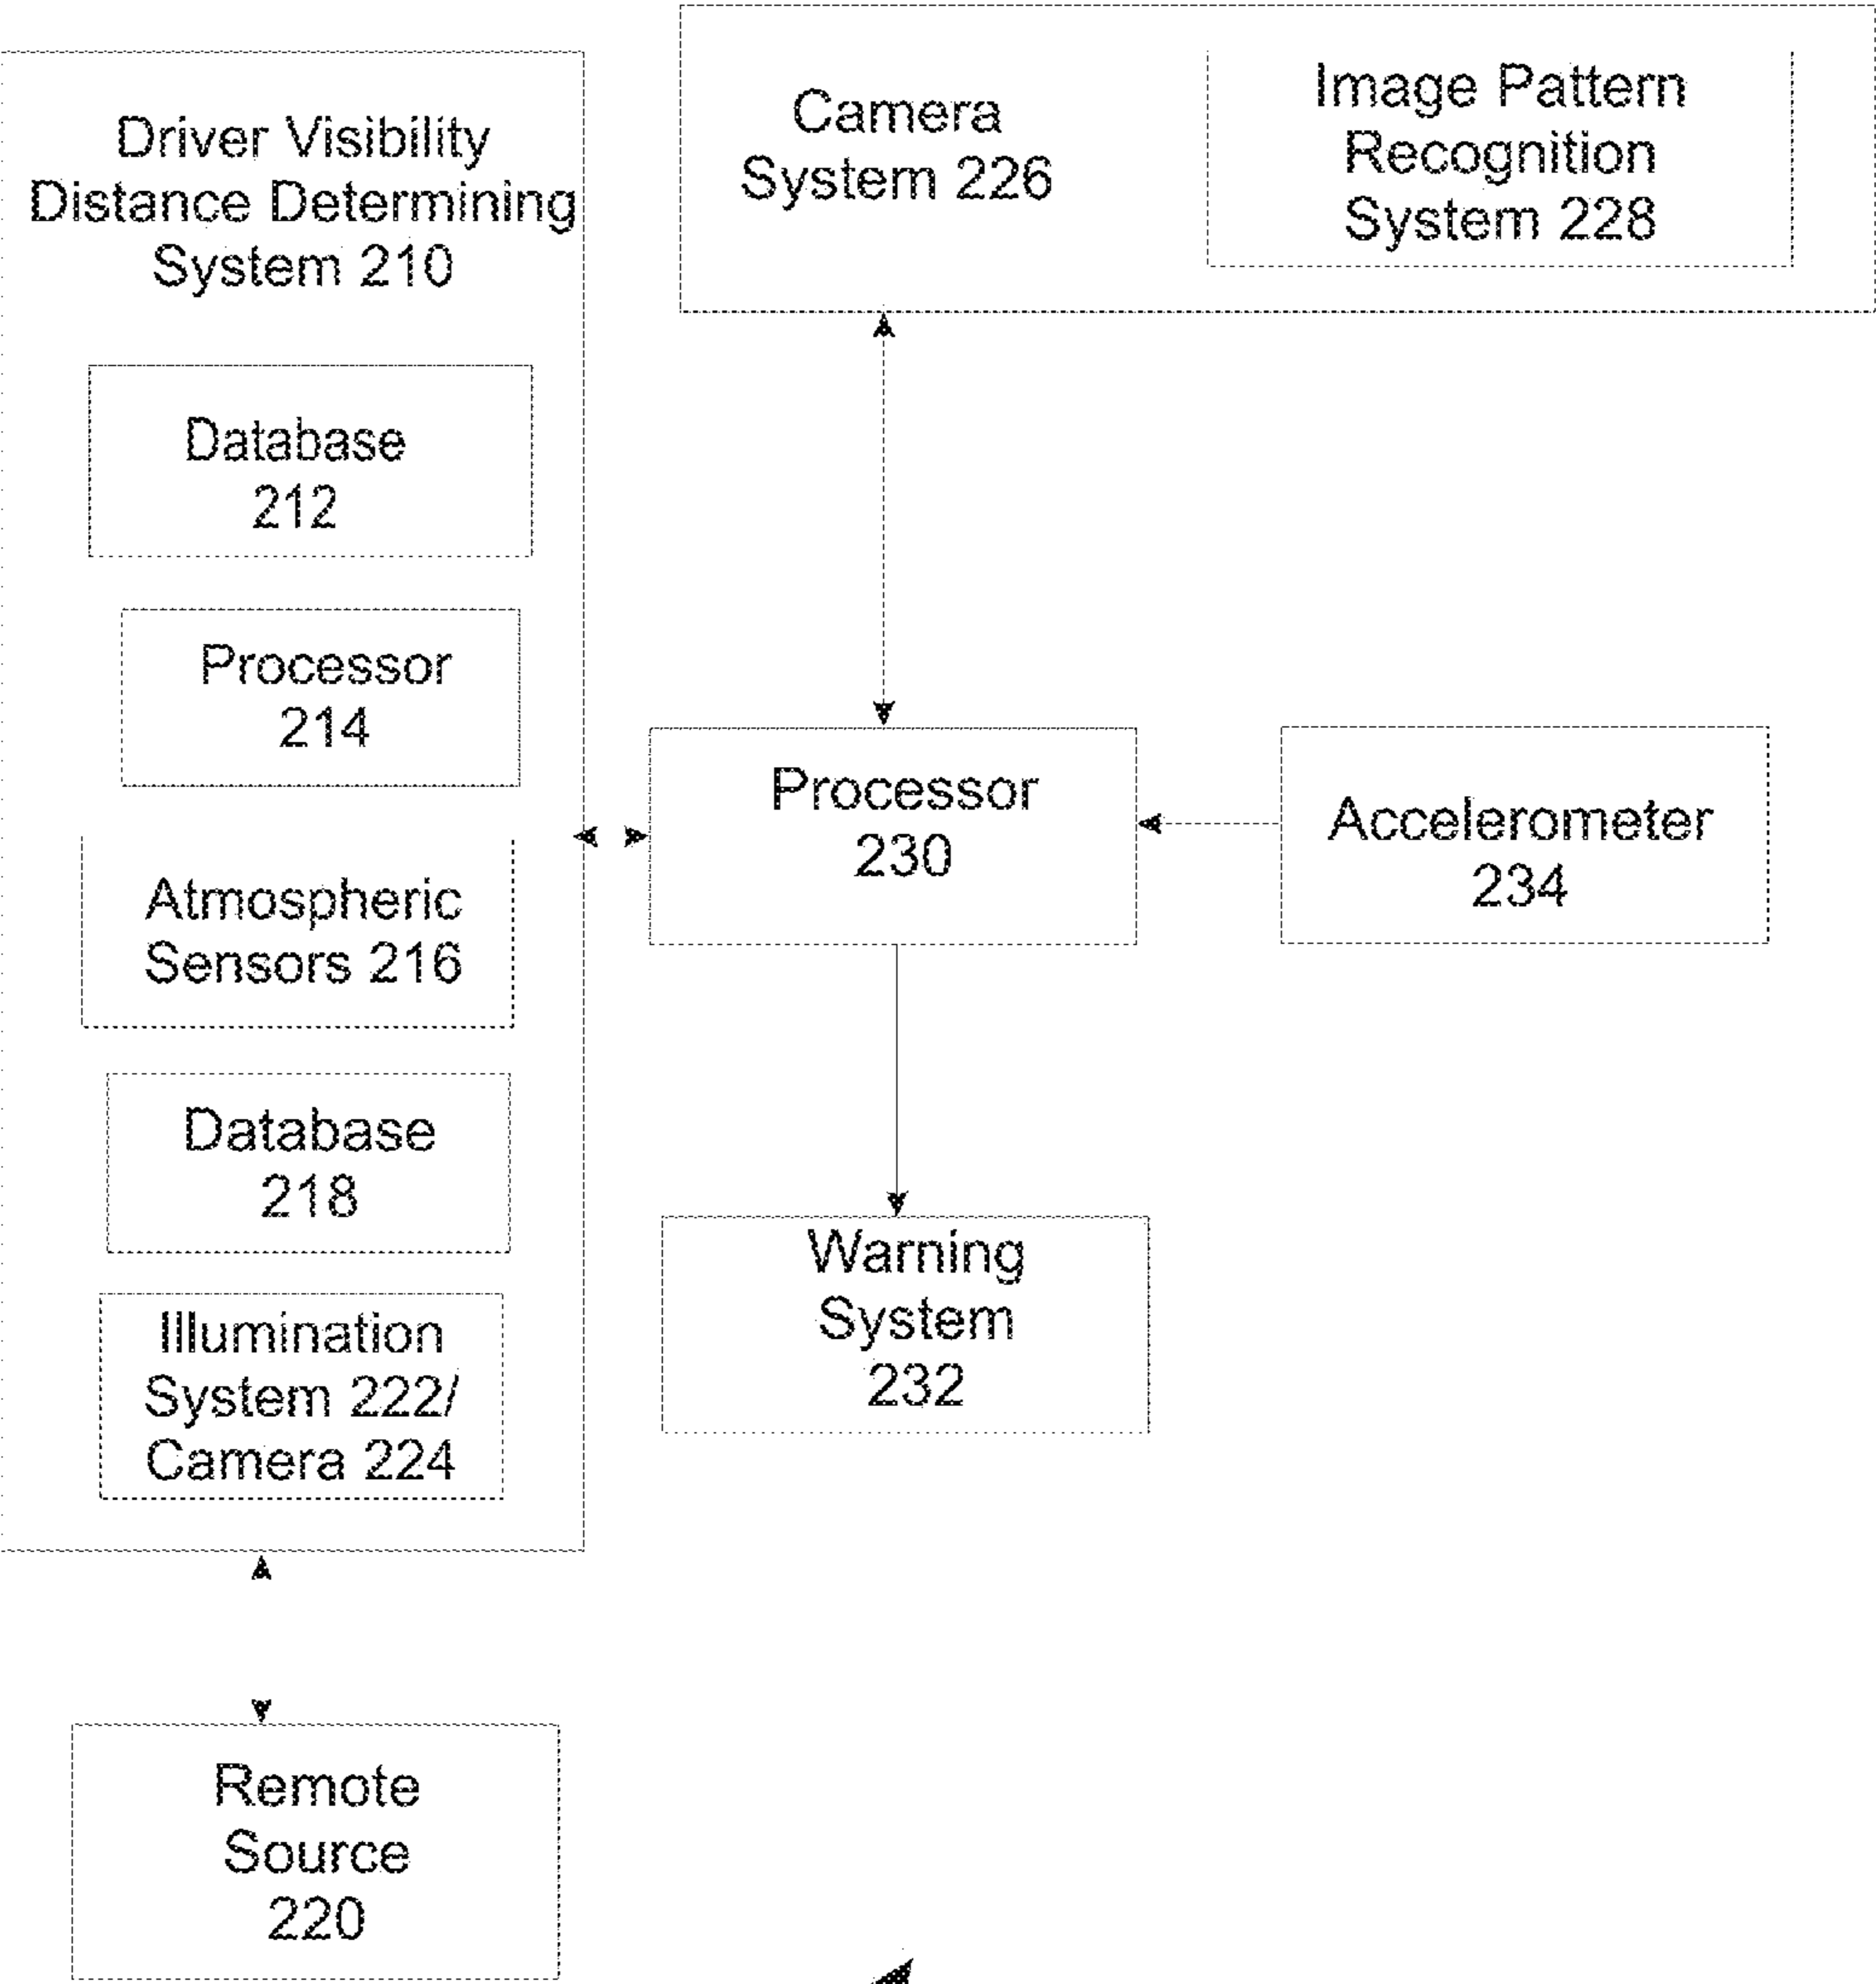 Driver Visibility
Distance Determining
System 210
Database
212
Processor
214
Atmospheric
Sensors 216
Database
218
Illumination
System 222/
Camera 224
Remote
Source
220
Camera
System 226
Image Pattern
Recognition
System 228
Processor
230
Accelerometer
234
Warning
System
232